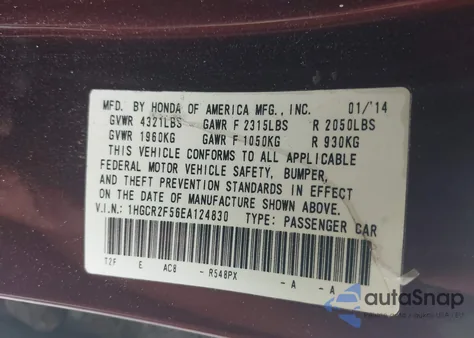 MFD. BY HONDA OF AMERICA MFG., INC. 01/'14
GVWR 4321LBS GAWR F 2315LBS R 2050LBS
GVWR 1960KG GAWR F 1050KG R 930KG
THIS VEHICLE CONFORMS TO ALL APPLICABLE
FEDERAL MOTOR VEHICLE SAFETY, BUMPER,
AND THEFT PREVENTION STANDARDS IN EFFECT
ON THE DATE OF MANUFACTURE SHOWN ABOVE.
V.I.N.: 1HGCR2F56EA124830 TYPE: PASSENGER CAR
T2F E AC8 - R548PX - A - A
autaSnap